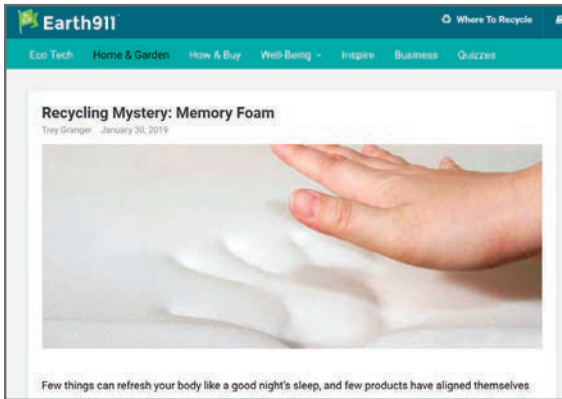 Earth911
Where To Recycle
Eco Tech Home & Garden How & Buy Well-Being Inspire Business Quizzes
Recycling Mystery: Memory Foam
Trey Granger January 30, 2019
Few things can refresh your body like a good night's sleep, and few products have aligned themselves